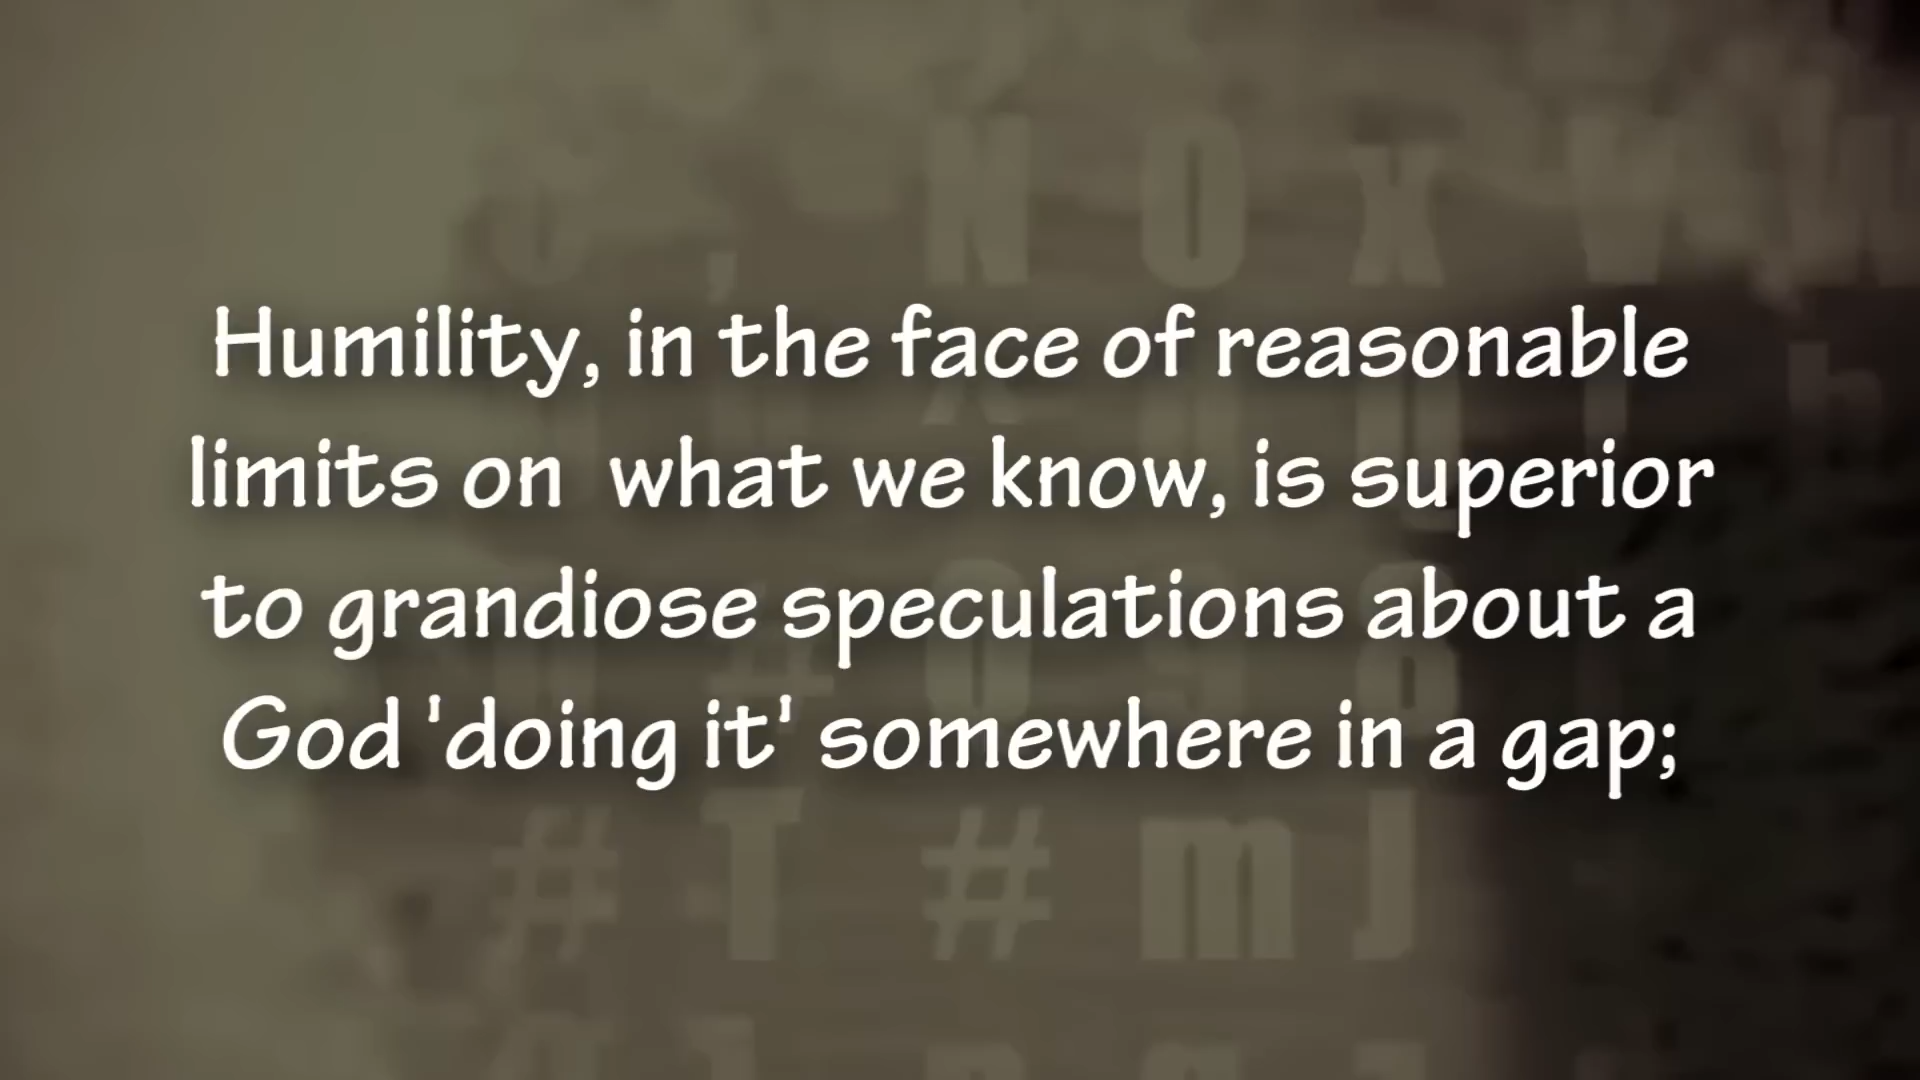 Humility, in the face of reasonable
limits on  what we know, is superior
to grandiose speculations about a
God 'doing it' somewhere in a gap;